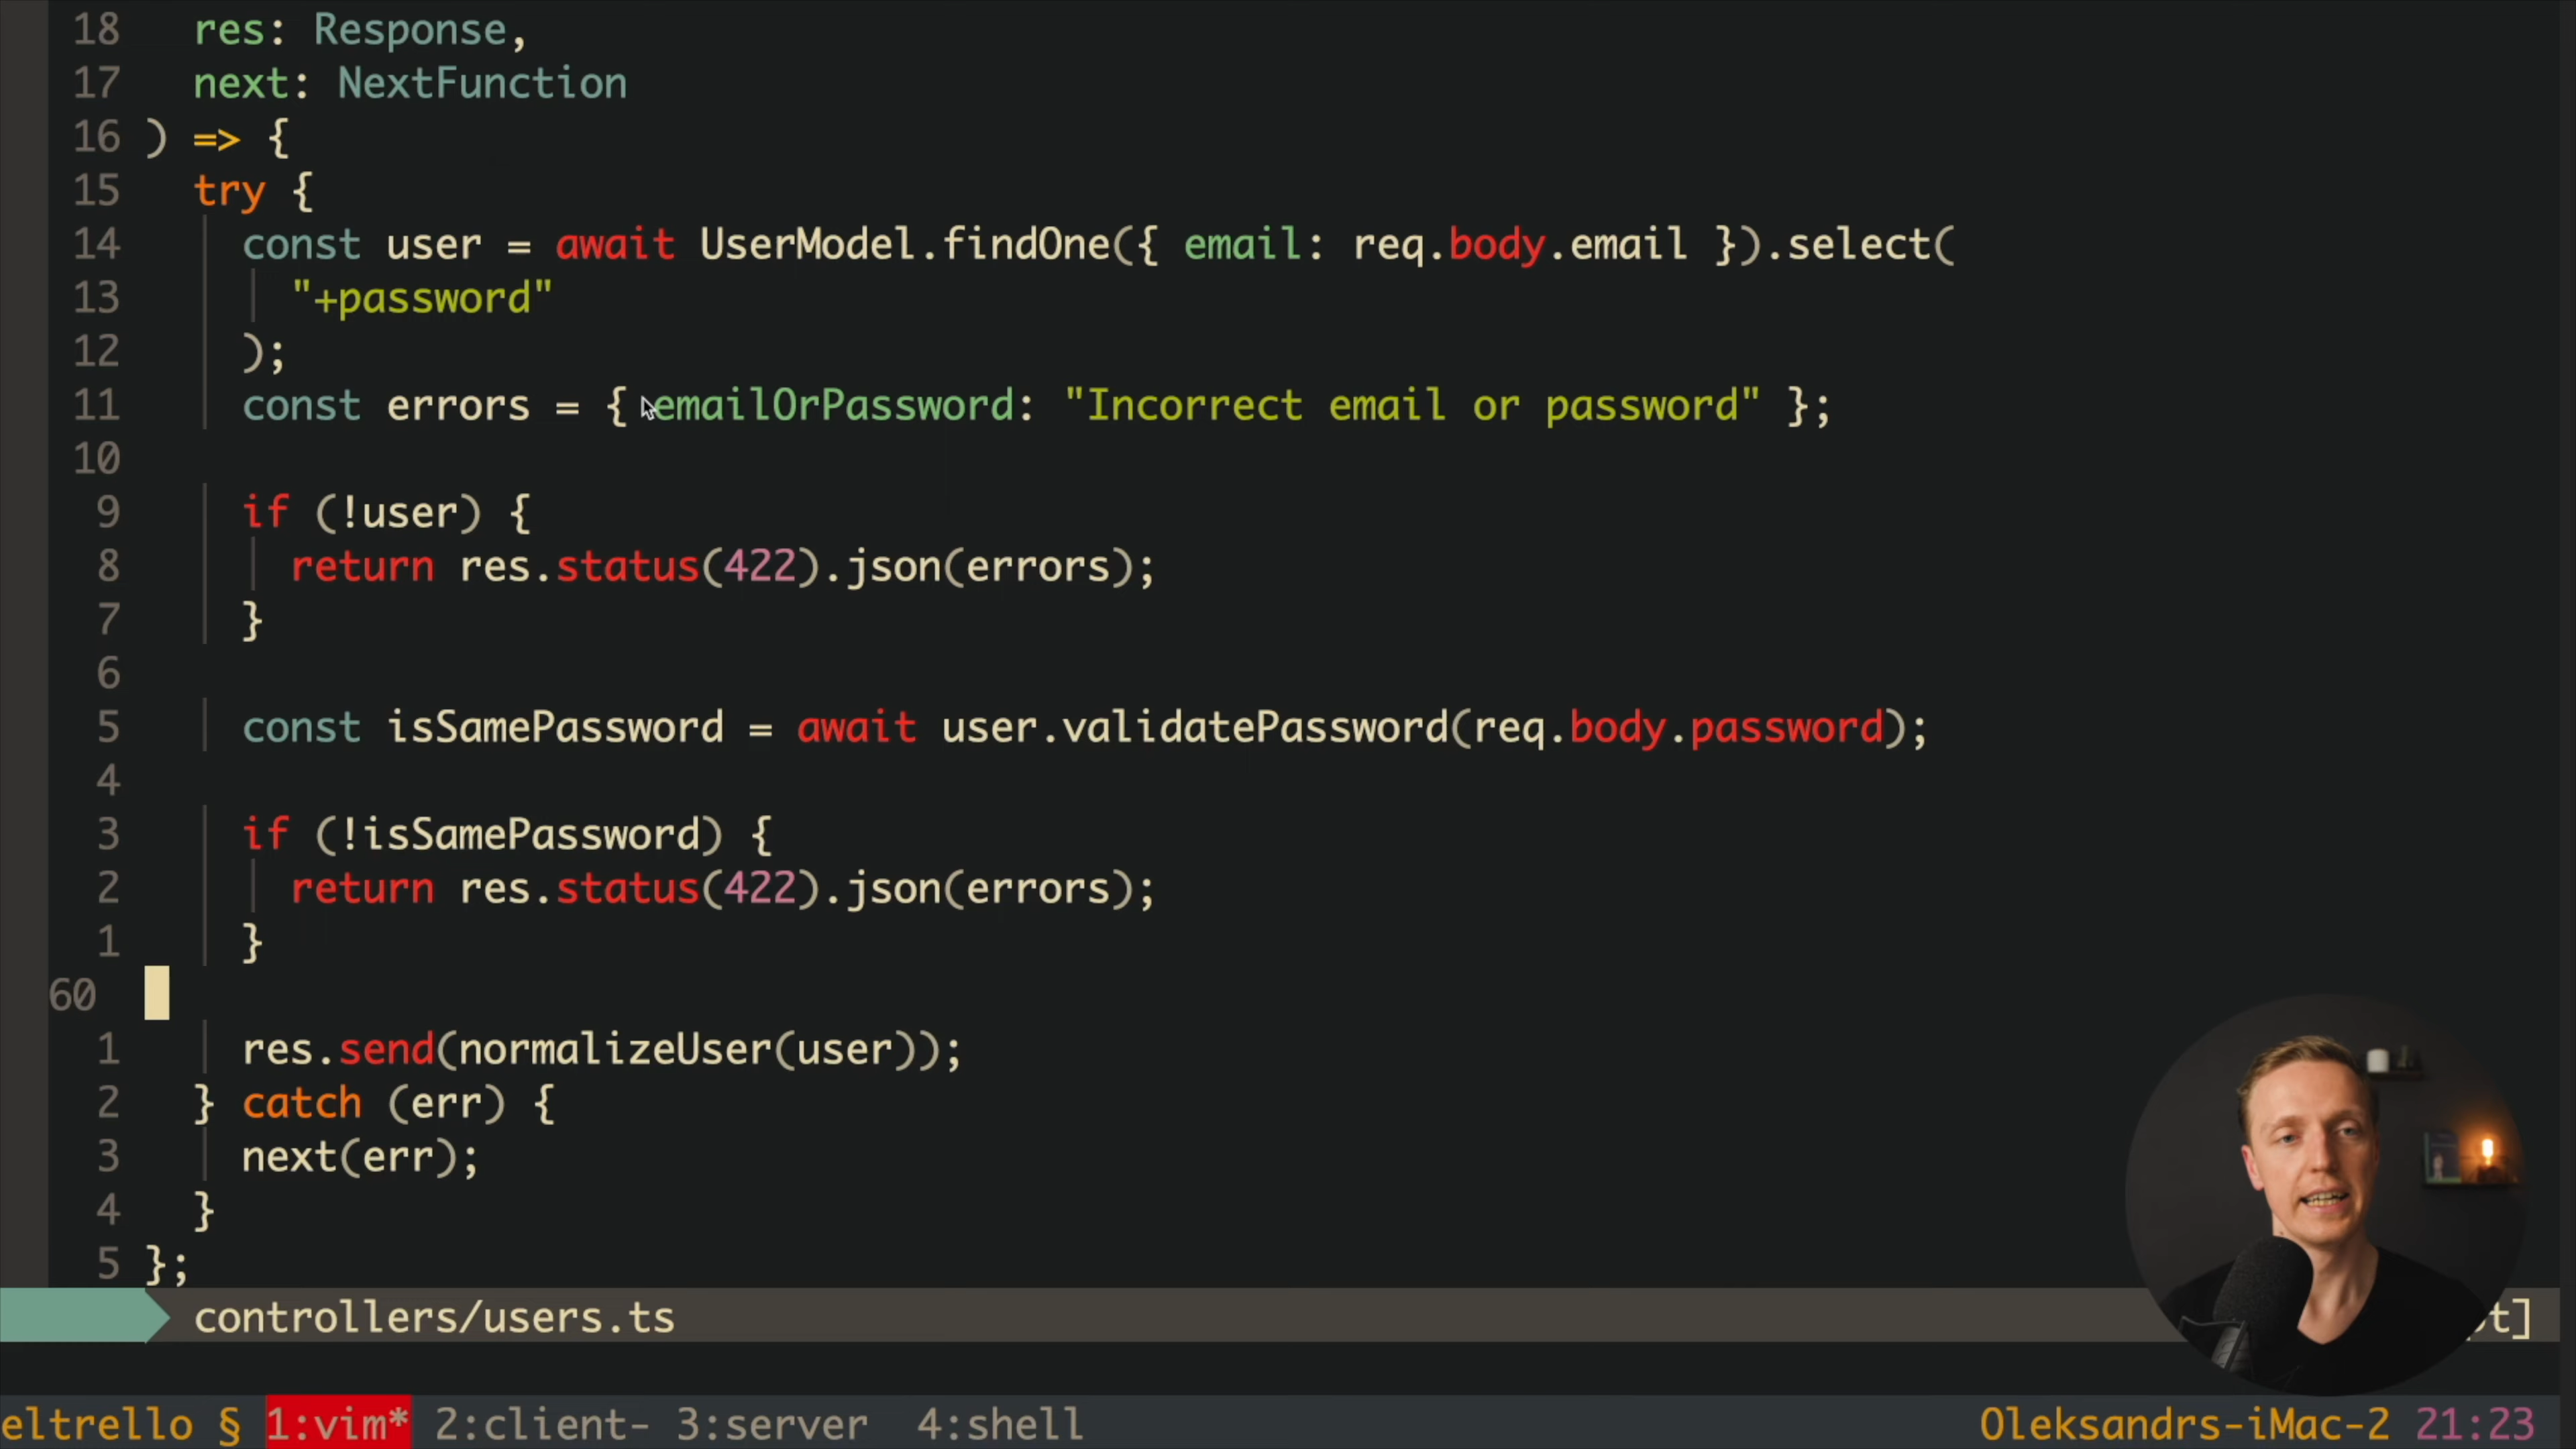 18 res: Response,
17 next: NextFunction
16 ) => {
15 try {
14 const user = await UserModel.findOne({ email: req.body.email }).select(
13 "+password"
12 );
11 const errors = { emailOrPassword: "Incorrect email or password" };
10
9 if (!user) {
8 return res.status(422).json(errors);
7 }
6
5 const isSamePassword = await user.validatePassword(req.body.password);
4
3 if (!isSamePassword) {
2 return res.status(422).json(errors);
1 }
60
1 res.send(normalizeUser(user));
2 } catch (err) {
3 next(err);
4 }
5 };
controllers/users.ts
eltrello § 1:vim* 2:client- 3:server 4:shell Oleksandrs-iMac-2 21:23